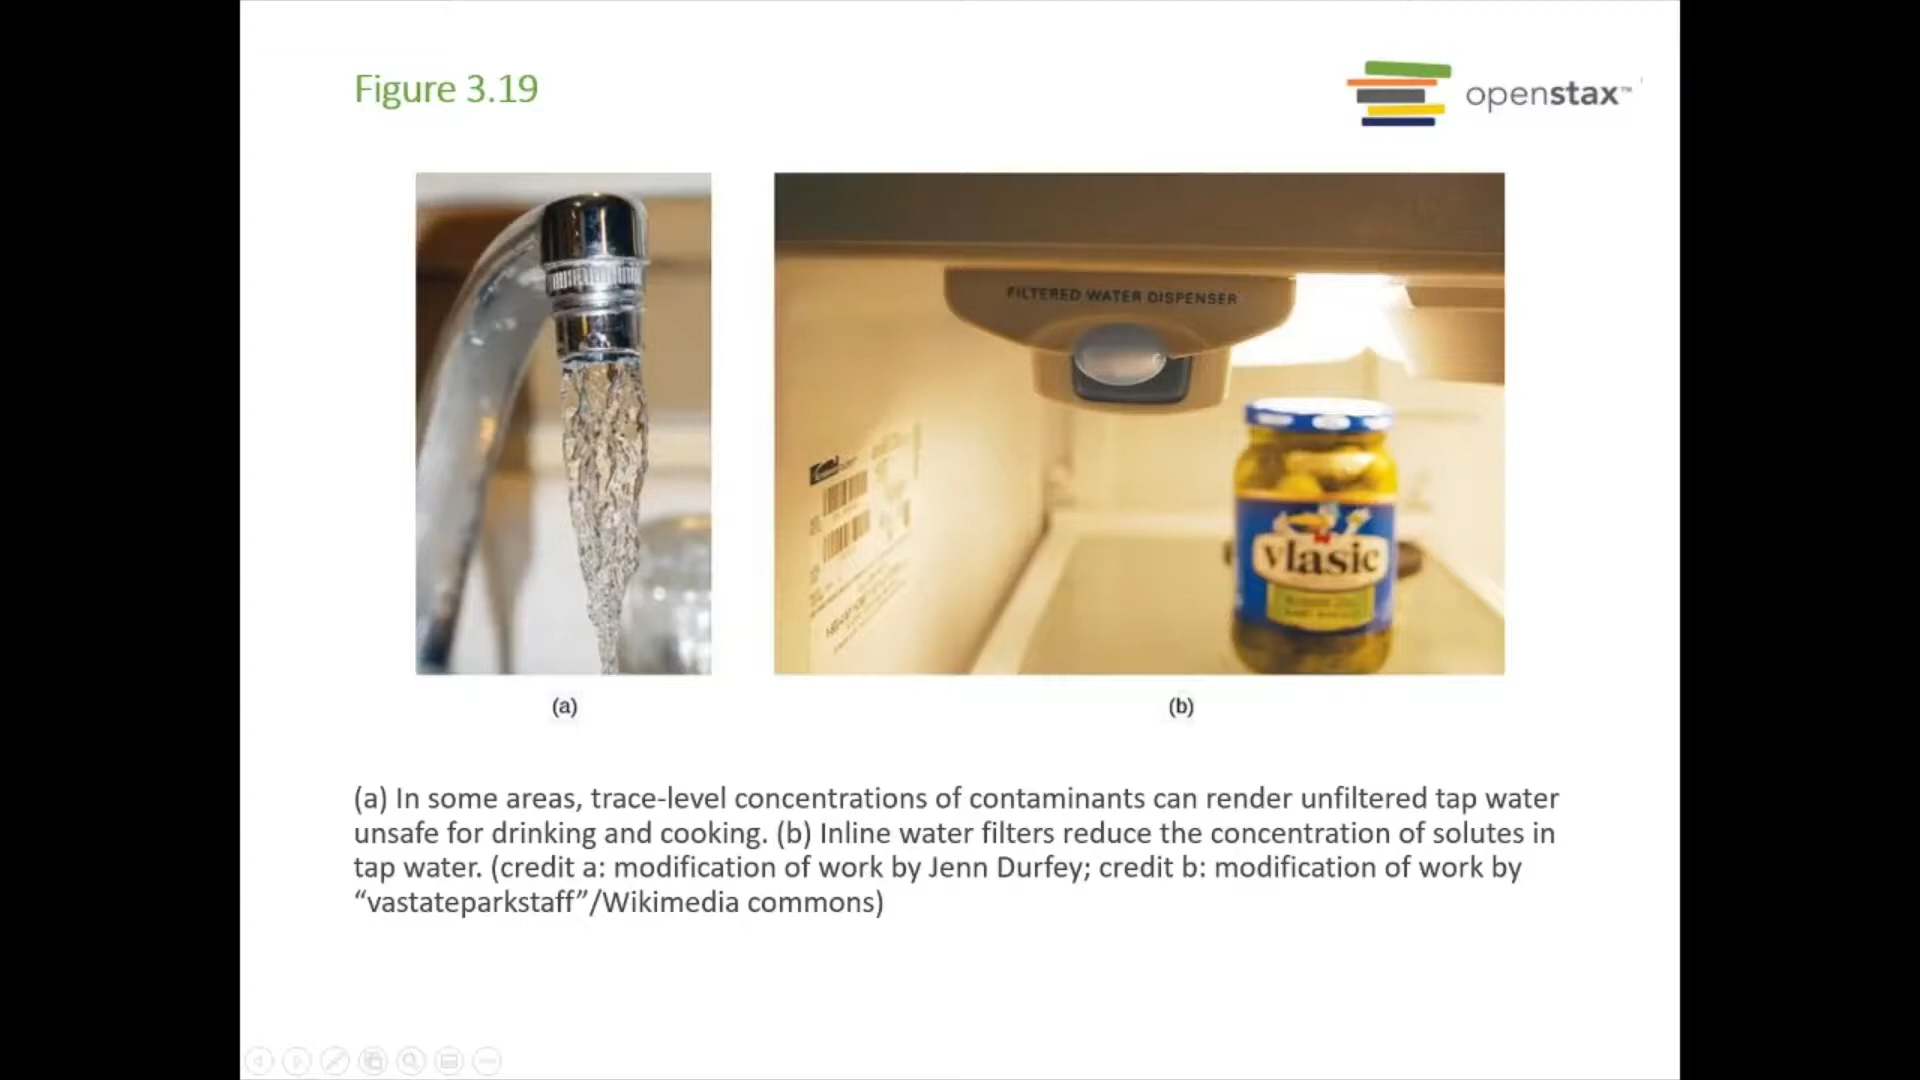 Figure 3.19
openstax™
FILTERED WATER DISPENSER
vlasic
(a)
(b)
(a) In some areas, trace-level concentrations of contaminants can render unfiltered tap water
unsafe for drinking and cooking. (b) Inline water filters reduce the concentration of solutes in
tap water. (credit a: modification of work by Jenn Durfey; credit b: modification of work by
“vastateparkstaff”/Wikimedia commons)